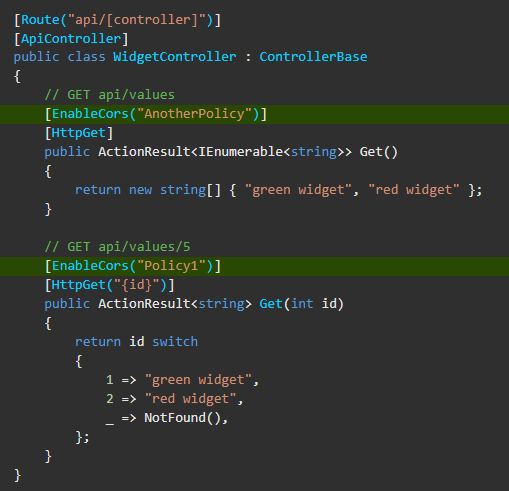 [Route("api/[controller]")]
[ApiController]
public class WidgetController : ControllerBase
{
    // GET api/values
    [EnableCors("AnotherPolicy")]
    [HttpGet]
    public ActionResult<IEnumerable<string>> Get()
    {
        return new string[] { "green widget", "red widget" };
    }

    // GET api/values/5
    [EnableCors("Policy1")]
    [HttpGet("{id}")]
    public ActionResult<string> Get(int id)
    {
        return id switch
        {
            1 => "green widget",
            2 => "red widget",
            _ => NotFound(),
        };
    }
}